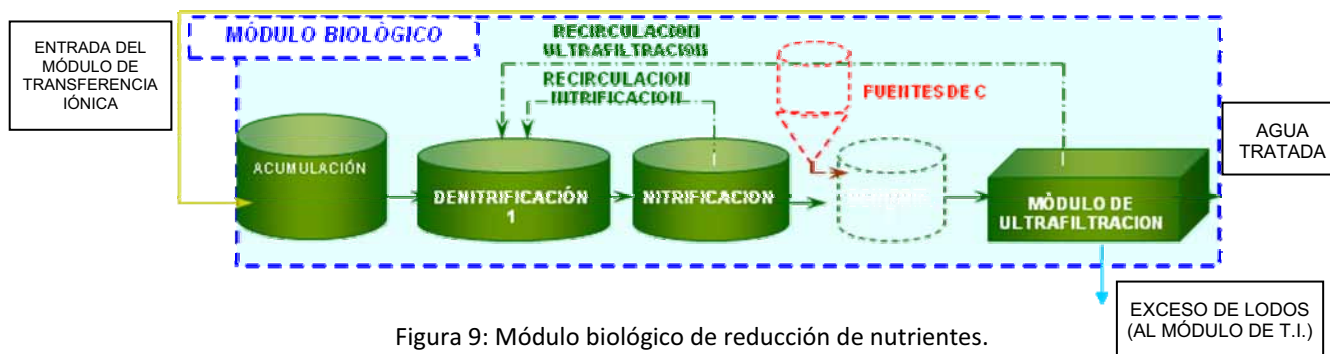 ENTRADA DEL
MÓDULO DE
TRANSFERENCIA
IÓNICA
MÓDULO BIOLÓGICO
RECIRCULACION
ULTRAFILTRACION
RECIRCULACION
NITRIFICACION
FUENTES DE C
ACUMULACIÓN
DENITRIFICACIÓN
1
NITRIFICACION
MÓDULO DE
ULTRAFILTRACION
AGUA
TRATADA
EXCESO DE LODOS
(AL MÓDULO DE T.I.)
Figura 9: Módulo biológico de reducción de nutrientes.